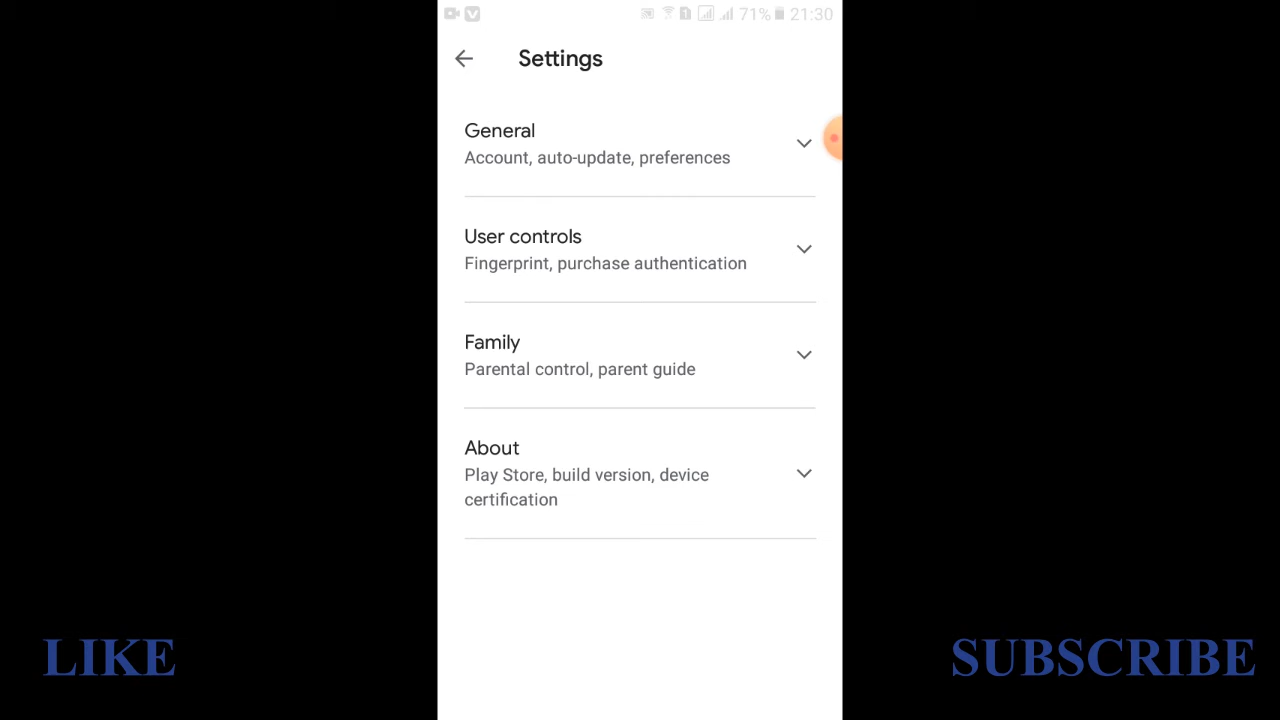 71% 21:30
Settings
General
Account, auto-update, preferences
User controls
Fingerprint, purchase authentication
Family
Parental control, parent guide
About
Play Store, build version, device
certification
LIKE
SUBSCRIBE